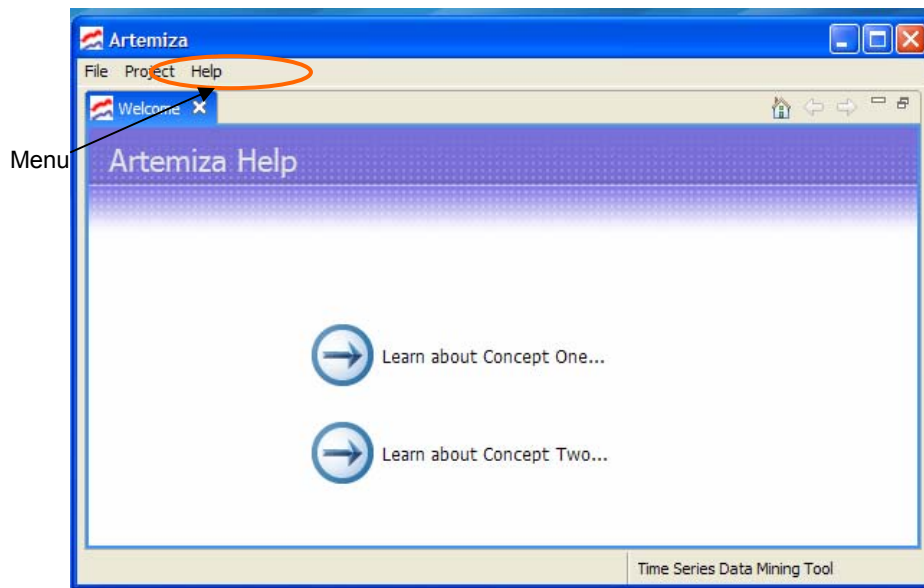 Artemiza
File Project Help
Welcome
Menu
Artemiza Help
Learn about Concept One...
Learn about Concept Two...
Time Series Data Mining Tool